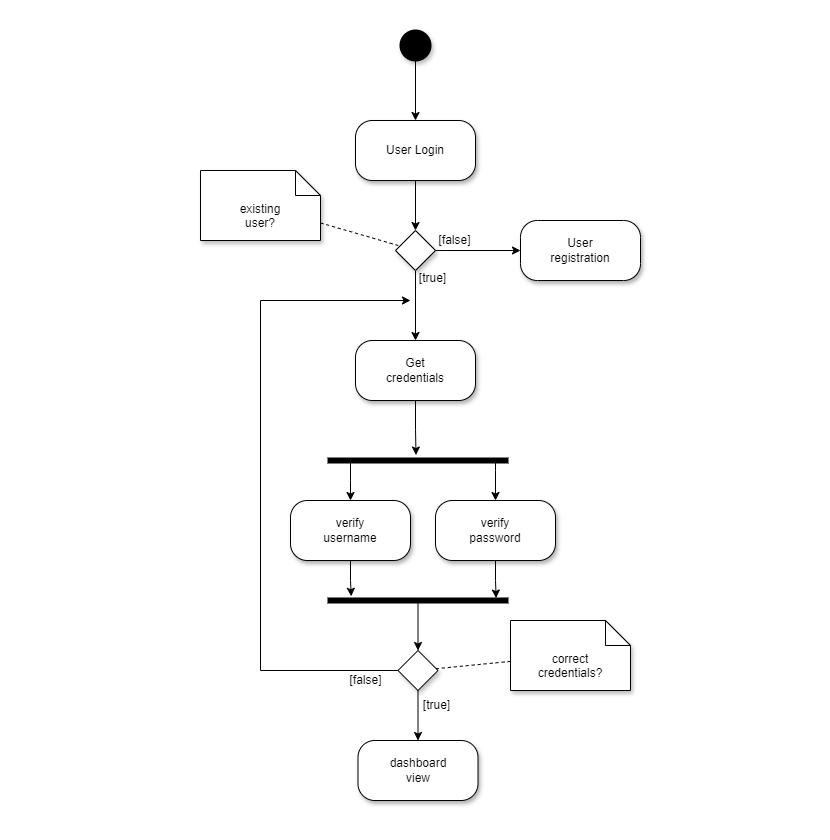 User Login
existing
user?
[false]
User
registration
[true]
Get
credentials
verify
username
verify
password
correct
credentials?
[false]
[true]
dashboard
view